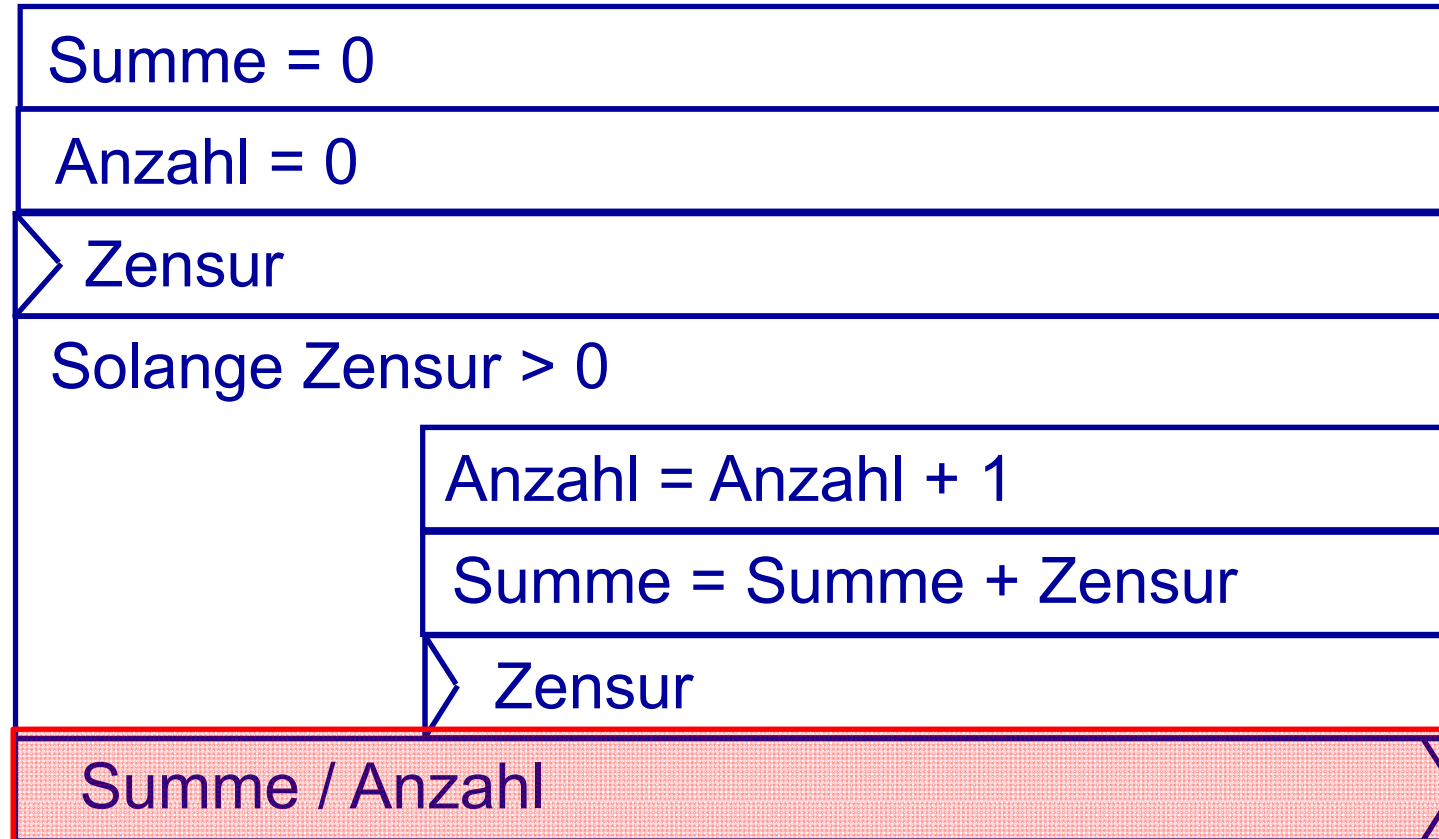 Summe = 0
Anzahl = 0
Zensur
Solange Zensur > 0
Anzahl = Anzahl + 1
Summe = Summe + Zensur
Zensur
Summe / Anzahl